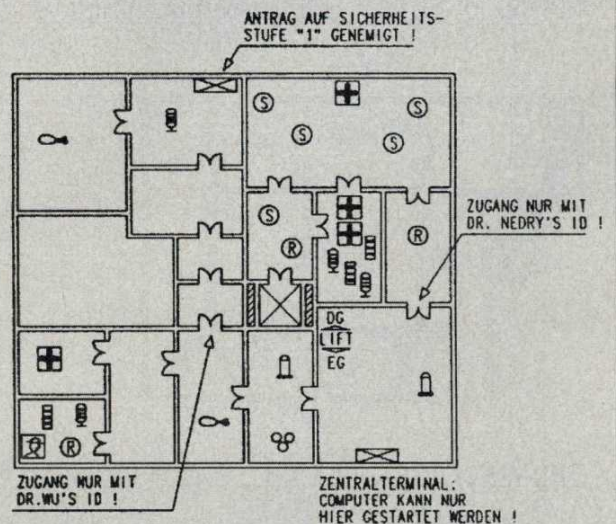 ANTRAG AUF SICHERHEITS-
STUFE "1" GENEMIGT !
S
S
S
S
ZUGANG NUR MIT
DR. NEDRY'S ID !
S
R
R
DG
LIFT
EG
R
ZUGANG NUR MIT
DR.WU'S ID !
ZENTRALTERMINAL:
COMPUTER KANN NUR
HIER GESTARTET WERDEN !